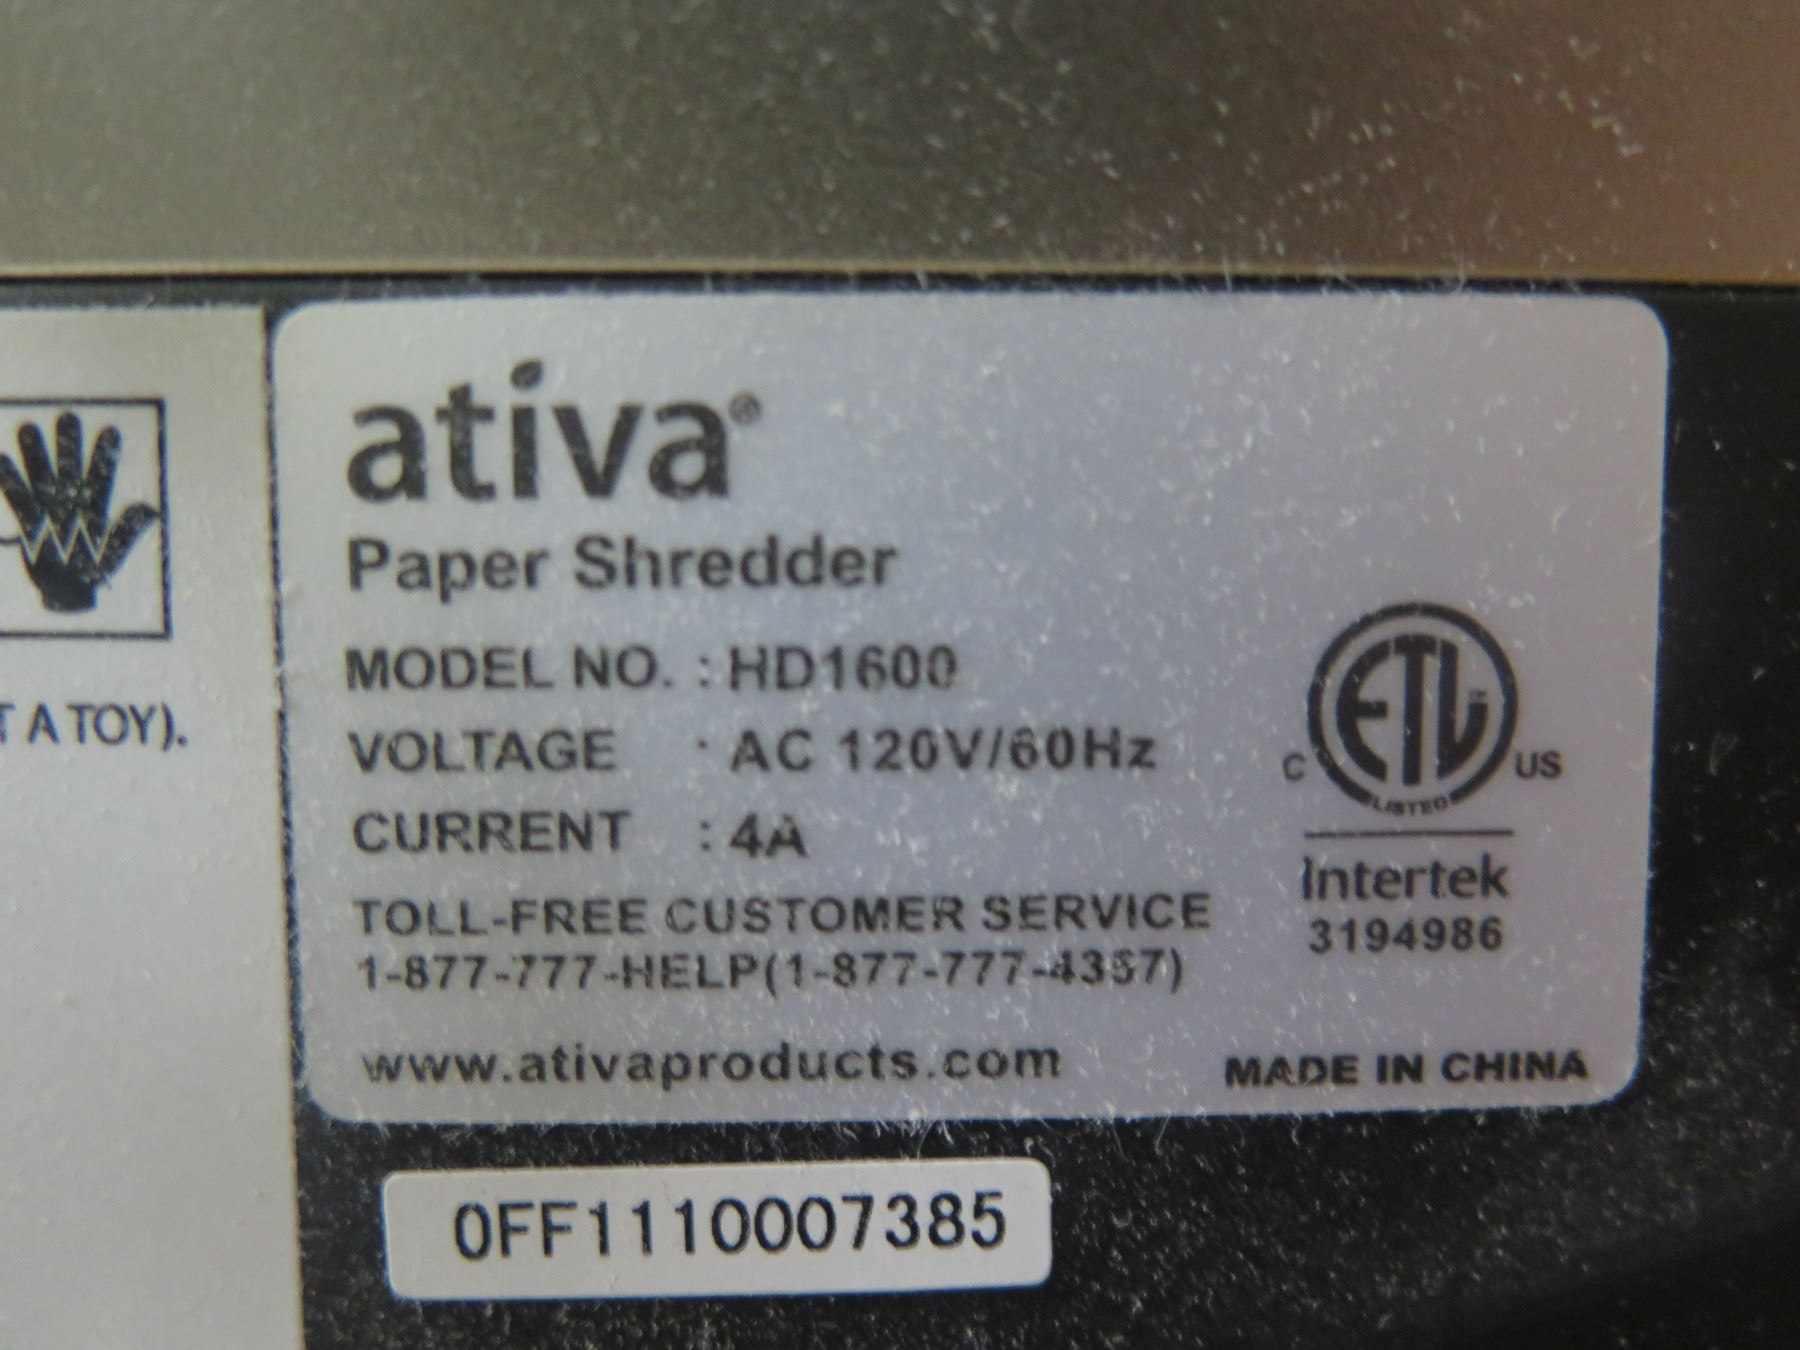 T A TOY).
ativa®
Paper Shredder
MODEL NO. : HD1600
VOLTAGE : AC 120V/60Hz
CURRENT : 4A
TOLL-FREE CUSTOMER SERVICE
1-877-777-HELP(1-877-777-4357)
www.ativaproducts.com
ETL
C US
LISTED
Intertek
3194986
MADE IN CHINA
0FF1110007385